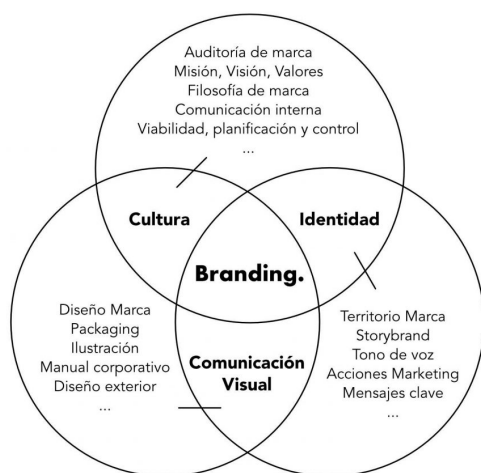 Auditoría de marca
Misión, Visión, Valores
Filosofía de marca
Comunicación interna
Viabilidad, planificación y control
...
Cultura
Identidad
Branding.
Diseño Marca
Packaging
Ilustración
Manual corporativo
Diseño exterior
...
Comunicación
Visual
Territorio Marca
Storybrand
Tono de voz
Acciones Marketing
Mensajes clave
...